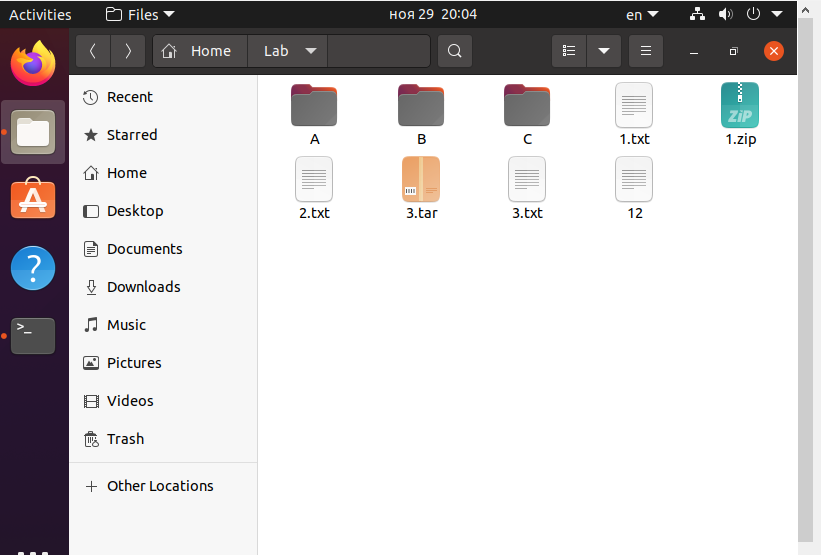 Activities Files ноя 29 20:04 en
Home Lab
Recent
Starred
Home
Desktop
Documents
Downloads
Music
Pictures
Videos
Trash
Other Locations
A B C 1.txt 1.zip
ZiP
2.txt 3.tar 3.txt 12
>_
?